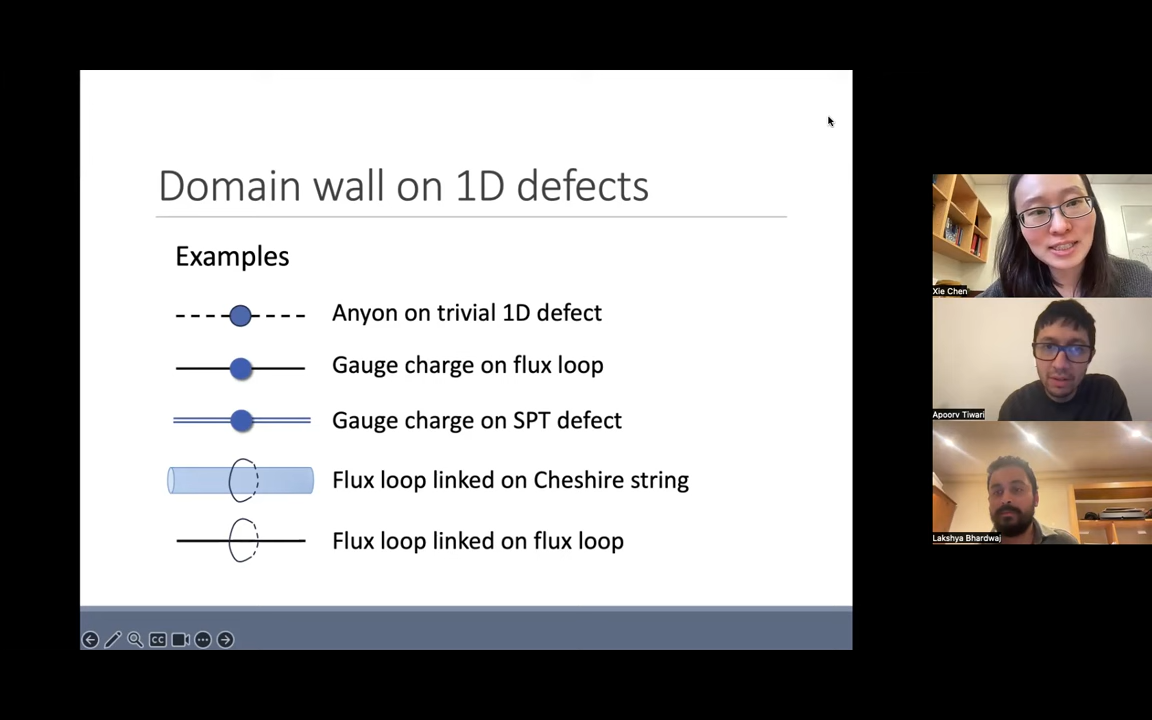 Domain wall on 1D defects
Examples
Anyon on trivial 1D defect
Gauge charge on flux loop
Gauge charge on SPT defect
Flux loop linked on Cheshire string
Flux loop linked on flux loop
CC
Xie Chen
Apoorv Tiwari
Lakshya Bhardwaj